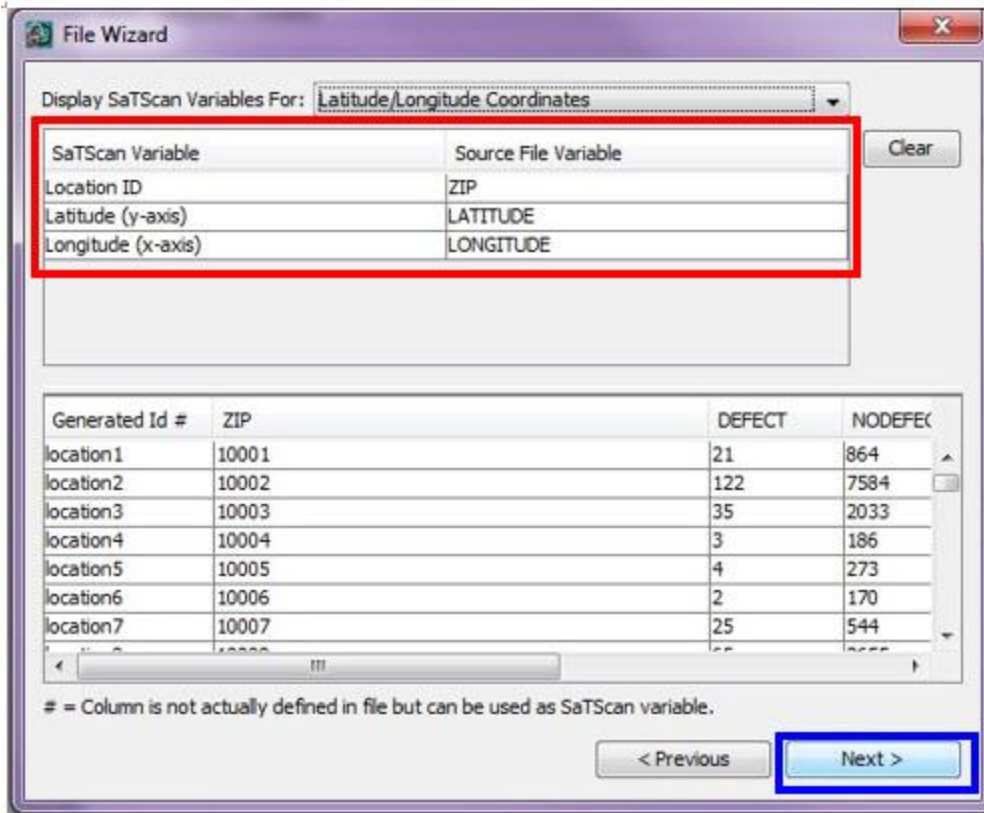 File Wizard
Display SaTScan Variables For: Latitude/Longitude Coordinates
SaTScan Variable Source File Variable Clear
Location ID ZIP
Latitude (y-axis) LATITUDE
Longitude (x-axis) LONGITUDE
Generated Id # ZIP DEFECT NODEFEC
location1 10001 21 864
location2 10002 122 7584
location3 10003 35 2033
location4 10004 3 186
location5 10005 4 273
location6 10006 2 170
location7 10007 25 544
# = Column is not actually defined in file but can be used as SaTScan variable.
< Previous Next >